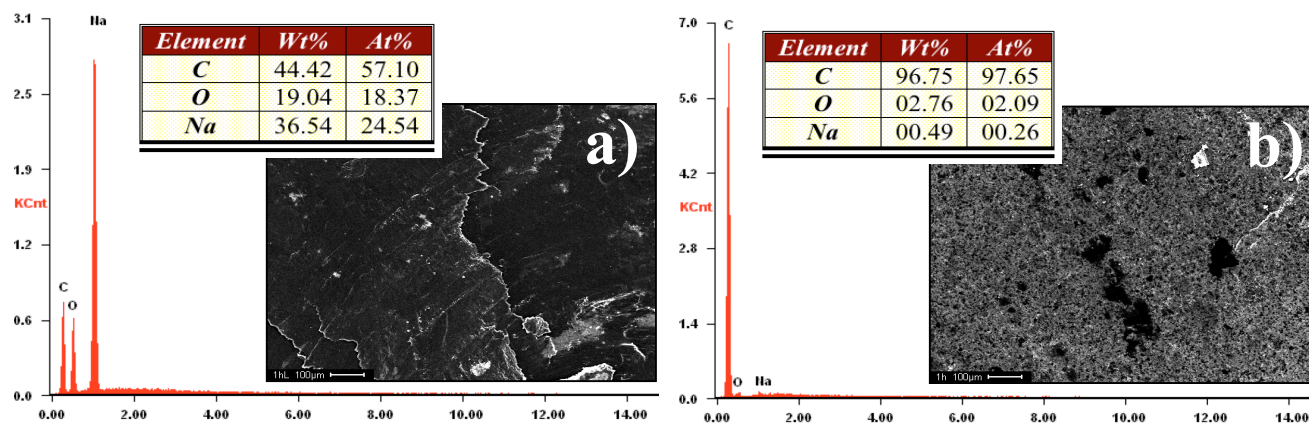 3.1
Na
Element Wt% At%
C 44.42 57.10
O 19.04 18.37
Na 36.54 24.54
2.5
1.9
KCnt
1.2
C
O
0.6
0.0
0.00 2.00 4.00 6.00 8.00 10.00 12.00 14.00
a)
1hL 100µm
7.0
C
Element Wt% At%
C 96.75 97.65
O 02.76 02.09
Na 00.49 00.26
5.6
4.2
KCnt
2.8
1.4
O Na
0.0
0.00 2.00 4.00 6.00 8.00 10.00 12.00 14.00
b)
1h 100µm